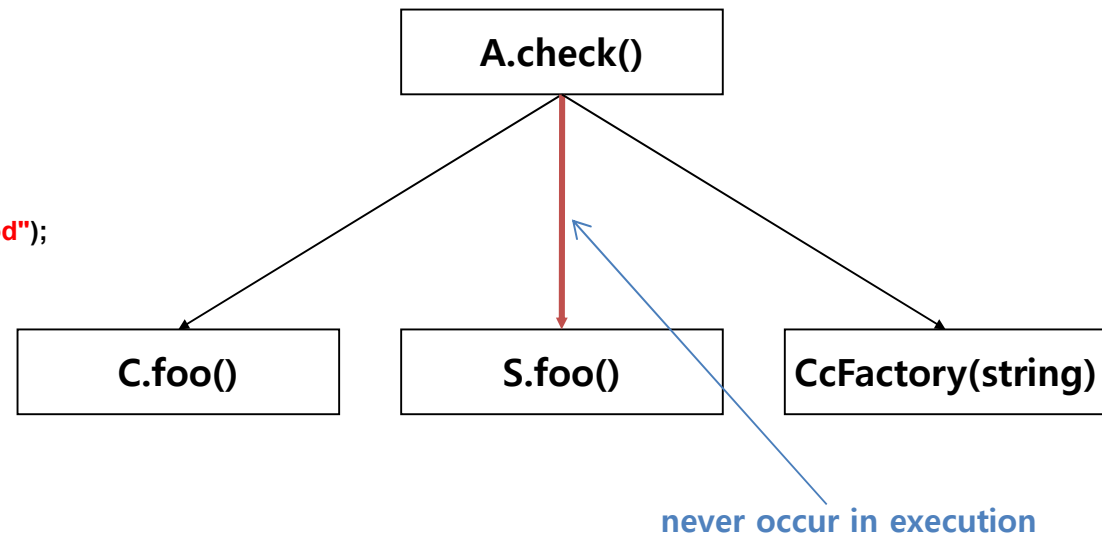 A.check()
d");
C.foo()
S.foo()
CcFactory(string)
never occur in execution